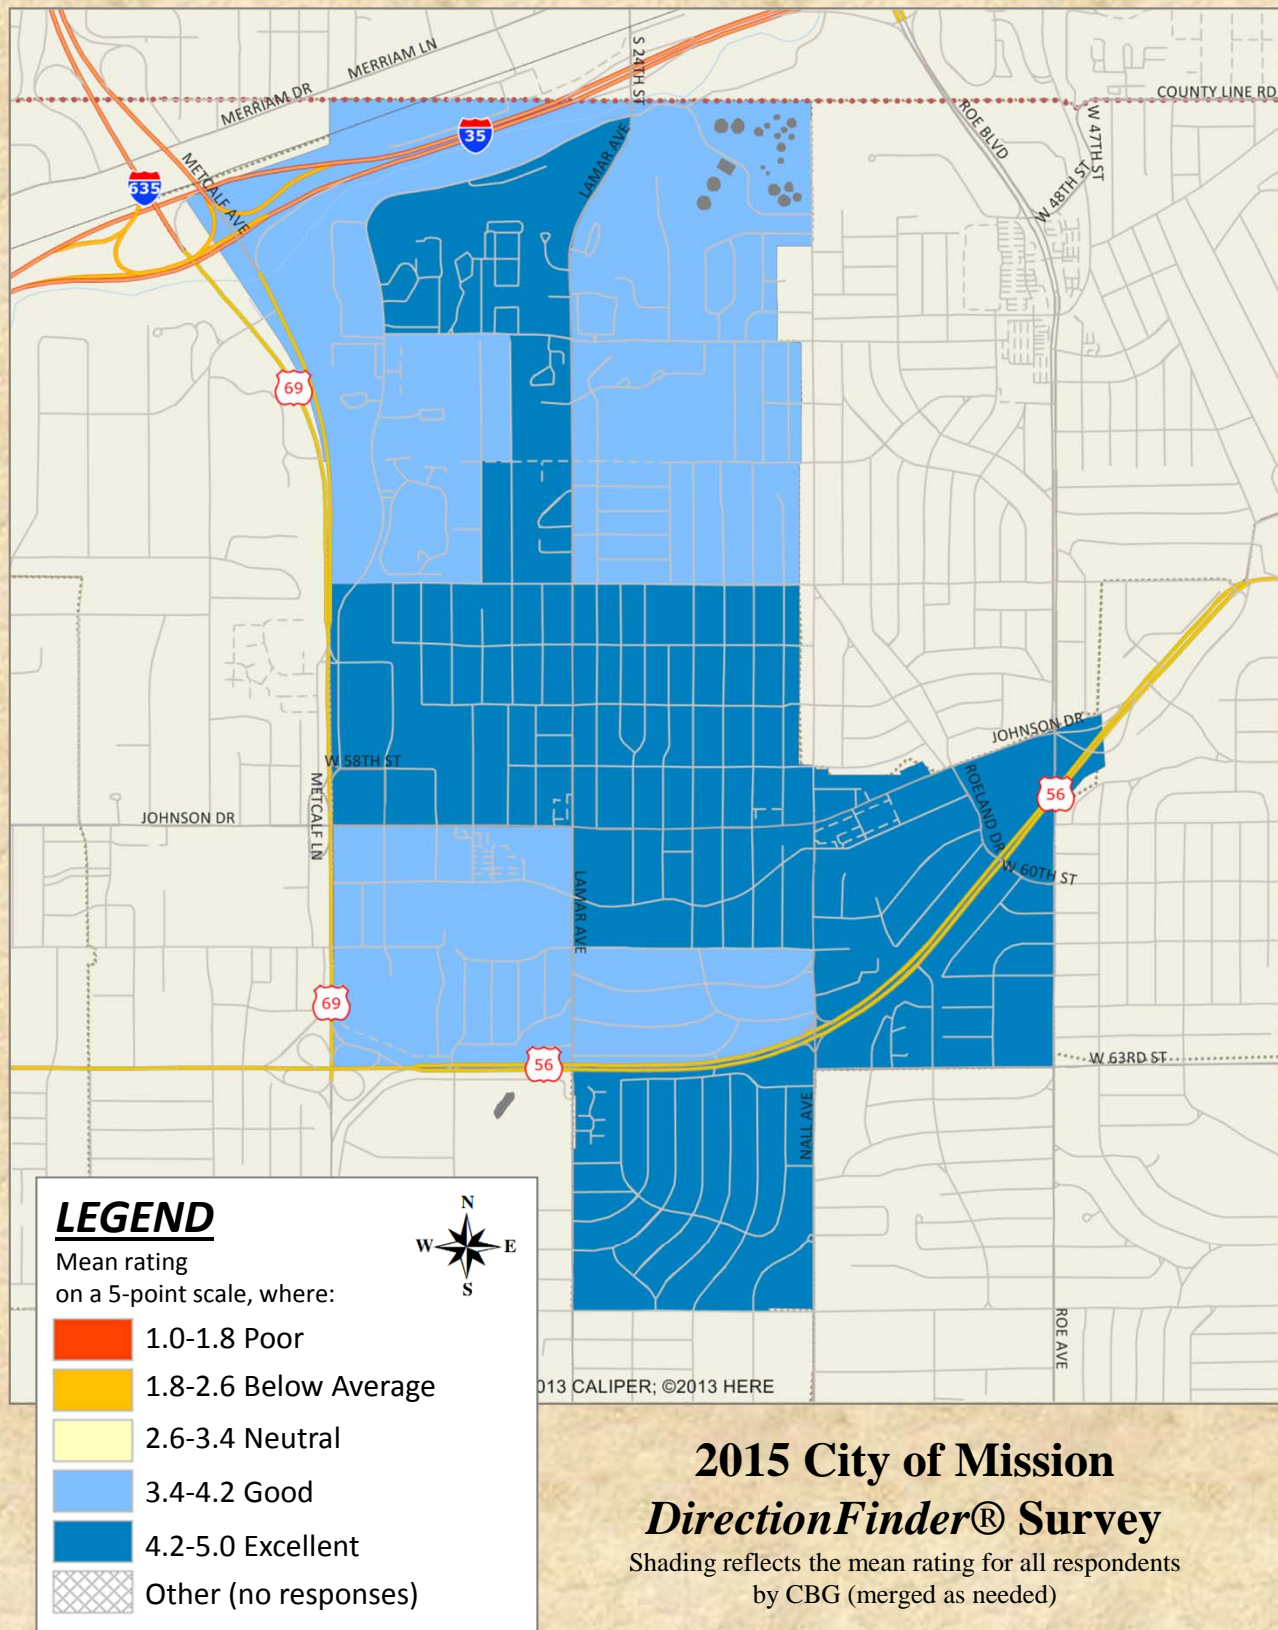 MERRIAM LN
S 24TH ST
MERRIAM DR
COUNTY LINE RD
35
ROE BLVD
W 47TH ST
LAMAR AVE
635
METCALF AVE
W 48TH ST
69
JOHNSON DR
W 58TH ST
ROELAND DR
56
METCALF LN
JOHNSON DR
W 60TH ST
LAMAR AVE
69
56
W 63RD ST
NALL AVE
ROE AVE
013 CALIPER; ©2013 HERE
LEGEND
N
W E
S
Mean rating
on a 5-point scale, where:
1.0-1.8 Poor
1.8-2.6 Below Average
2.6-3.4 Neutral
3.4-4.2 Good
4.2-5.0 Excellent
Other (no responses)
2015 City of Mission
DirectionFinder® Survey
Shading reflects the mean rating for all respondents
by CBG (merged as needed)